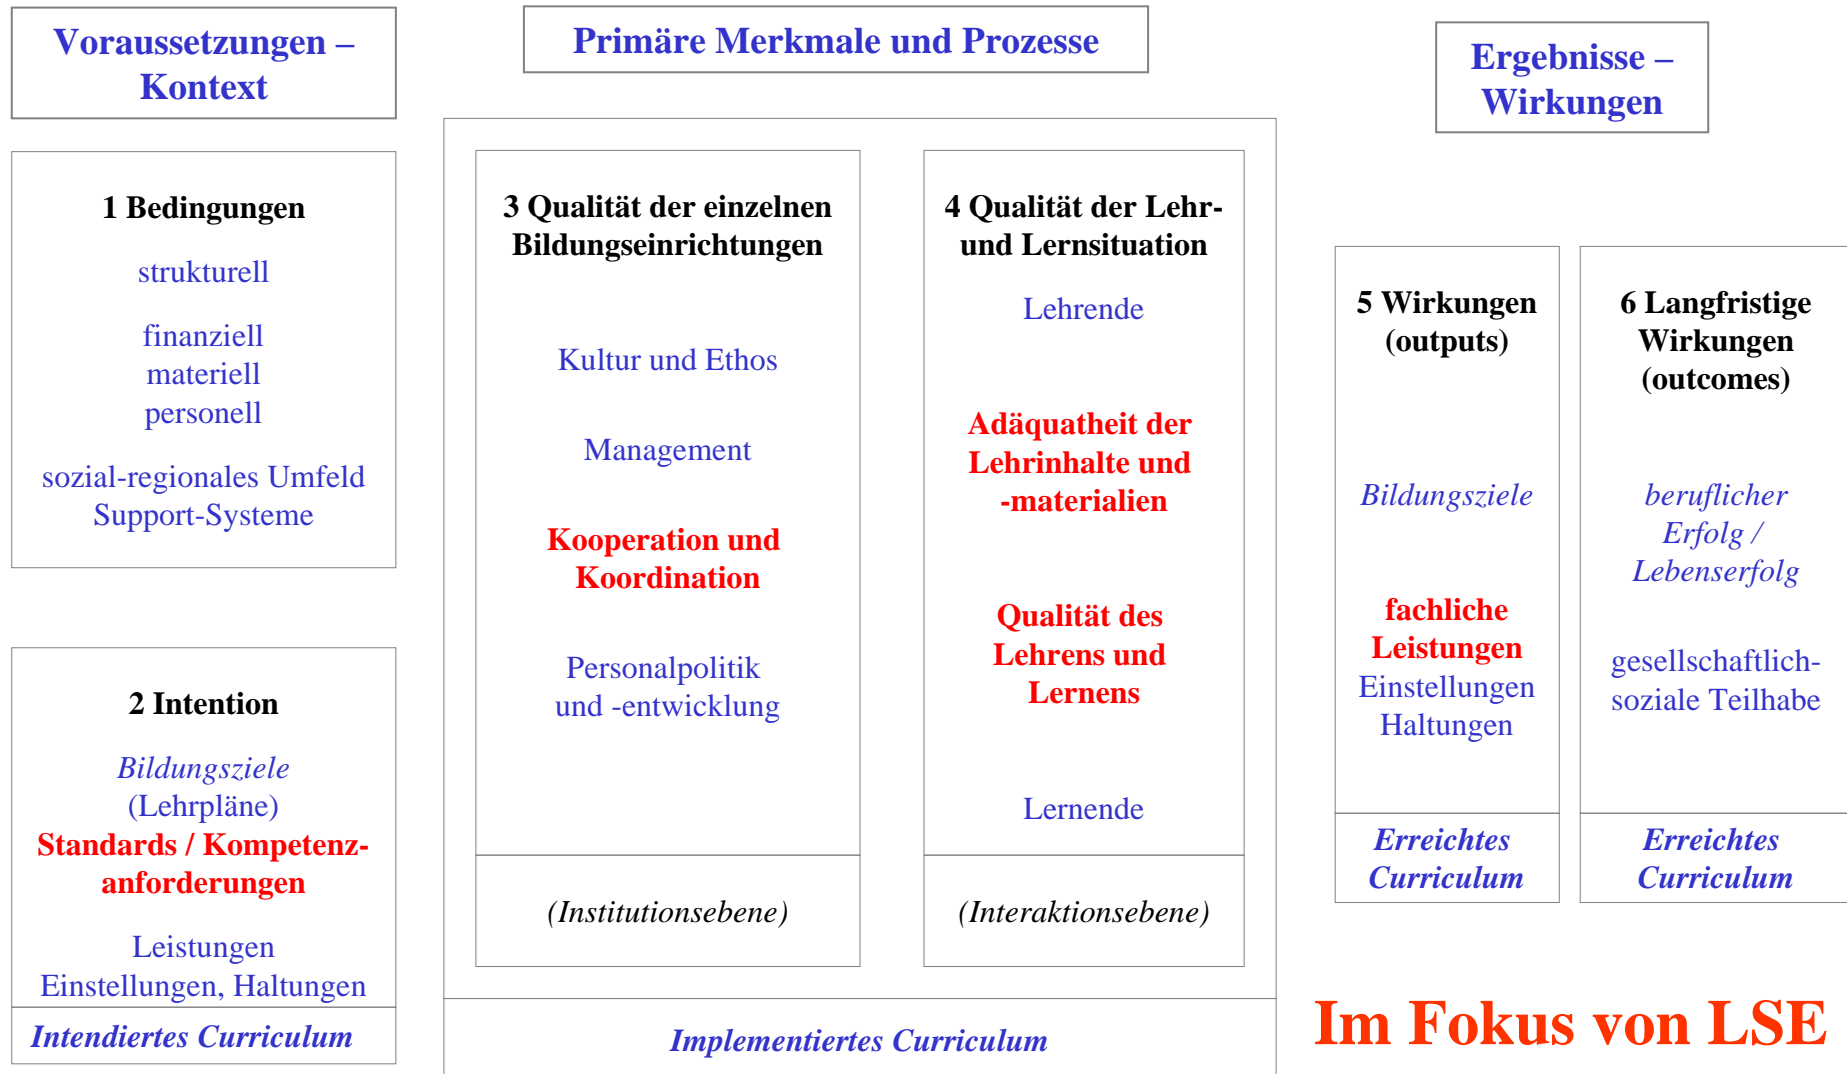 Voraussetzungen –
Kontext
Primäre Merkmale und Prozesse
Ergebnisse –
Wirkungen
1 Bedingungen
strukturell
finanziell
materiell
personell
sozial-regionales Umfeld
Support-Systeme
2 Intention
Bildungsziele
(Lehrpläne)
Standards / Kompetenz-
anforderungen
Leistungen
Einstellungen, Haltungen
Intendiertes Curriculum
3 Qualität der einzelnen
Bildungseinrichtungen
Kultur und Ethos
Management
Kooperation und
Koordination
Personalpolitik
und -entwicklung
(Institutionsebene)
4 Qualität der Lehr-
und Lernsituation
Lehrende
Adäquatheit der
Lehrinhalte und
-materialien
Qualität des
Lehrens und
Lernens
Lernende
(Interaktionsebene)
Implementiertes Curriculum
5 Wirkungen
(outputs)
Bildungsziele
fachliche
Leistungen
Einstellungen
Haltungen
Erreichtes
Curriculum
6 Langfristige
Wirkungen
(outcomes)
beruflicher
Erfolg /
Lebenserfolg
gesellschaftlich-
soziale Teilhabe
Erreichtes
Curriculum
Im Fokus von LSE